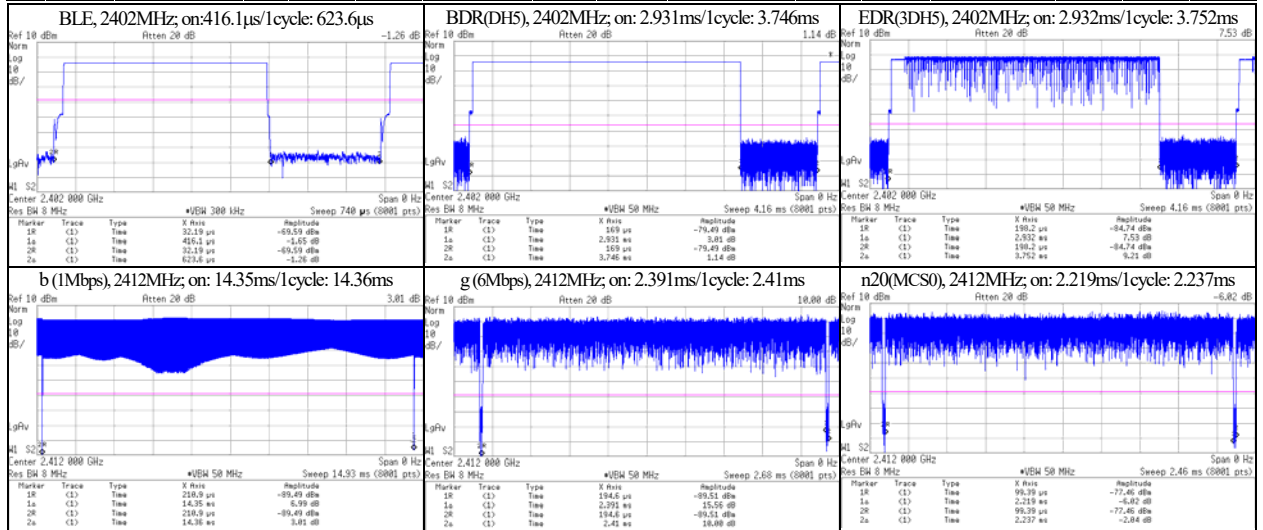 BLE, 2402MHz; on:416.1µs/1cycle: 623.6µs
Ref 10 dBm Atten 20 dB -1.26 dB
Norm
Log
10
dB/
LgAv
W1 S2
Center 2.402 000 GHz Span 0 Hz
Res BW 8 MHz *VBW 300 kHz Sweep 740 µs (8001 pts)
Marker Trace Type X Axis Amplitude
1R (1) Time 32.19 µs -69.59 dBm
1a (1) Time 416.1 µs -1.65 dB
2R (1) Time 32.19 µs -69.59 dBm
2a (1) Time 623.6 µs -1.26 dB
BDR(DH5), 2402MHz; on: 2.931ms/1cycle: 3.746ms
Ref 10 dBm Atten 20 dB 1.14 dB
Norm
Log
10
dB/
LgAv
W1 S2
Center 2.402 000 GHz Span 0 Hz
Res BW 8 MHz *VBW 50 MHz Sweep 4.16 ms (8001 pts)
Marker Trace Type X Axis Amplitude
1R (1) Time 169 µs -79.49 dBm
1a (1) Time 2.931 ms 3.01 dB
2R (1) Time 169 µs -79.49 dBm
2a (1) Time 3.746 ms 1.14 dB
EDR(3DH5), 2402MHz; on: 2.932ms/1cycle: 3.752ms
Ref 10 dBm Atten 20 dB 7.53 dB
Norm
Log
10
dB/
LgAv
W1 S2
Center 2.402 000 GHz Span 0 Hz
Res BW 8 MHz *VBW 50 MHz Sweep 4.16 ms (8001 pts)
Marker Trace Type X Axis Amplitude
1R (1) Time 198.2 µs -84.74 dBm
1a (1) Time 2.932 ms 7.53 dB
2R (1) Time 198.2 µs -84.74 dBm
2a (1) Time 3.752 ms 9.21 dB
b (1Mbps), 2412MHz; on: 14.35ms/1cycle: 14.36ms
Ref 10 dBm Atten 20 dB 3.01 dB
Norm
Log
10
dB/
LgAv
W1 S2
Center 2.412 000 GHz Span 0 Hz
Res BW 8 MHz *VBW 50 MHz Sweep 14.93 ms (8001 pts)
Marker Trace Type X Axis Amplitude
1R (1) Time 210.9 µs -89.49 dBm
1a (1) Time 14.35 ms 6.99 dB
2R (1) Time 210.9 µs -89.49 dBm
2a (1) Time 14.36 ms 3.01 dB
g (6Mbps), 2412MHz; on: 2.391ms/1cycle: 2.41ms
Ref 10 dBm Atten 20 dB 10.00 dB
Norm
Log
10
dB/
LgAv
W1 S2
Center 2.412 000 GHz Span 0 Hz
Res BW 8 MHz *VBW 50 MHz Sweep 2.68 ms (8001 pts)
Marker Trace Type X Axis Amplitude
1R (1) Time 194.6 µs -89.51 dBm
1a (1) Time 2.391 ms 15.56 dB
2R (1) Time 194.6 µs -89.51 dBm
2a (1) Time 2.41 ms 10.00 dB
n20(MCS0), 2412MHz; on: 2.219ms/1cycle: 2.237ms
Ref 10 dBm Atten 20 dB -6.02 dB
Norm
Log
10
dB/
LgAv
W1 S2
Center 2.412 000 GHz Span 0 Hz
Res BW 8 MHz *VBW 50 MHz Sweep 2.46 ms (8001 pts)
Marker Trace Type X Axis Amplitude
1R (1) Time 99.39 µs -77.46 dBm
1a (1) Time 2.219 ms -6.02 dB
2R (1) Time 99.39 µs -77.46 dBm
2a (1) Time 2.237 ms -2.04 dB